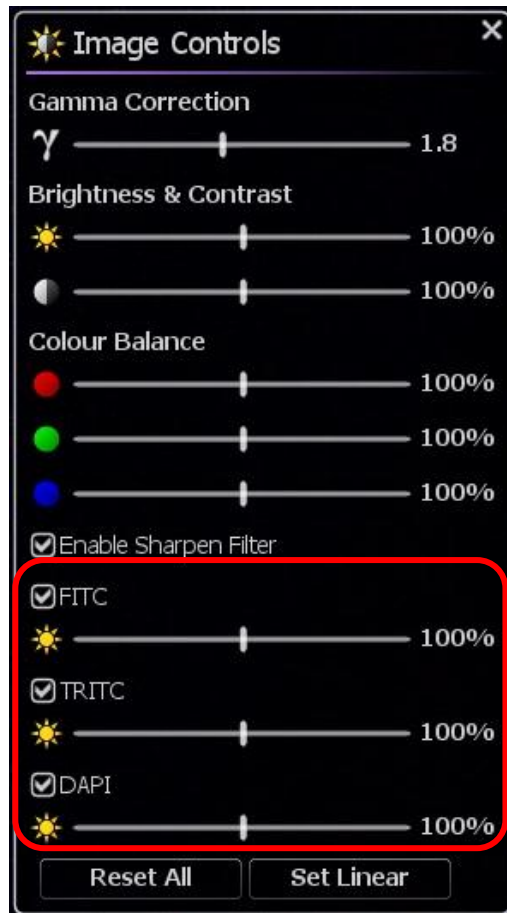 Image Controls
Gamma Correction
γ 1.8
Brightness & Contrast
100%
100%
Colour Balance
100%
100%
100%
Enable Sharpen Filter
FITC
100%
TRITC
100%
DAPI
100%
Reset All Set Linear